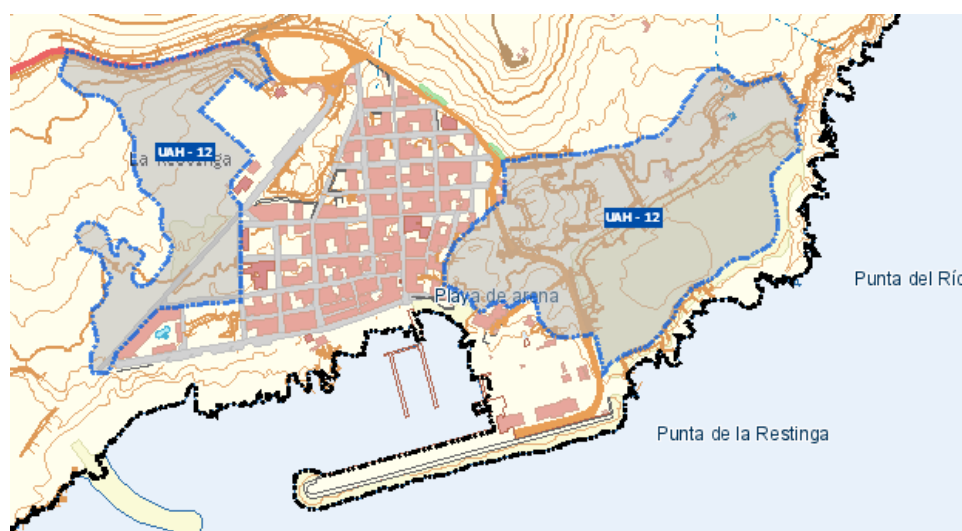 UAH - 12
La Restinga
UAH - 12
Playa de arena
Punta del Río
Punta de la Restinga